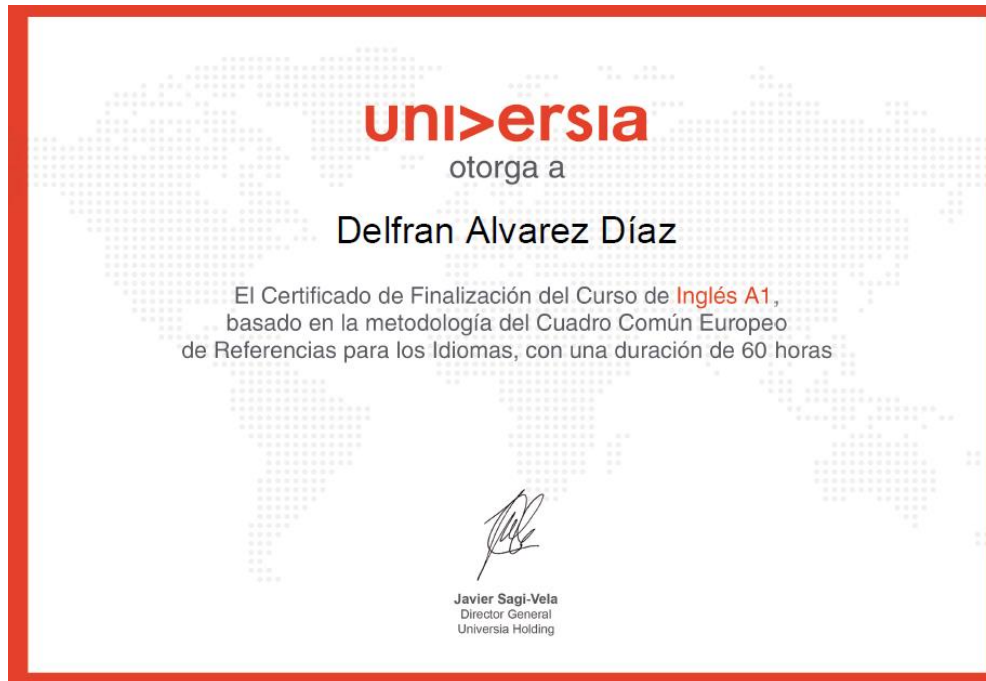 uni>ersia
otorga a
Delfran Alvarez Díaz
El Certificado de Finalización del Curso de Inglés A1,
basado en la metodología del Cuadro Común Europeo
de Referencias para los Idiomas, con una duración de 60 horas
Javier Sagi-Vela
Director General
Universia Holding